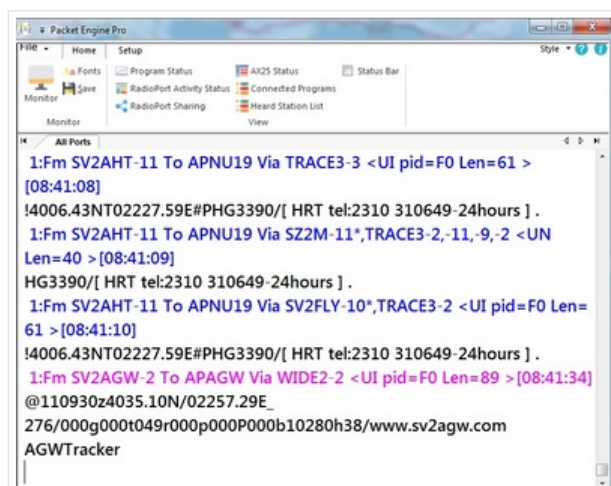 Packet Engine Pro
File Home Setup Style
Fonts Program Status AX25 Status Status Bar
Save RadioPort Activity Status Connected Programs
Monitor RadioPort Sharing Heard Station List
Monitor View
All Ports
1:Fm SV2AHT-11 To APNU19 Via TRACE3-3 <UI pid=F0 Len=61 >
[08:41:08]
!4006.43NT02227.59E#PHG3390/[ HRT tel:2310 310649-24hours ] .
1:Fm SV2AHT-11 To APNU19 Via SZ2M-11*,TRACE3-2,-11,-9,-2 <UN
Len=40 >[08:41:09]
HG3390/[ HRT tel:2310 310649-24hours ] .
1:Fm SV2AHT-11 To APNU19 Via SV2FLY-10*,TRACE3-2 <UI pid=F0 Len=
61 >[08:41:10]
!4006.43NT02227.59E#PHG3390/[ HRT tel:2310 310649-24hours ] .
1:Fm SV2AGW-2 To APAGW Via WIDE2-2 <UI pid=F0 Len=89 >[08:41:34]
@110930z4035.10N/02257.29E_
276/000g000t049r000p000P000b10280h38/www.sv2agw.com
AGWTracker